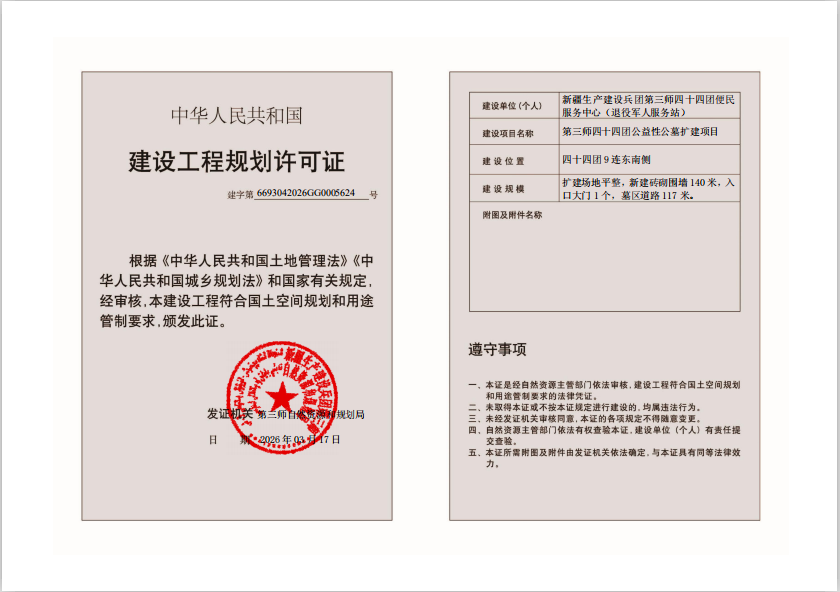 中华人民共和国
建设工程规划许可证
建字第 6693042026GG0005624 号
根据《中华人民共和国土地管理法》《中
华人民共和国城乡规划法》和国家有关规定,
经审核,本建设工程符合国土空间规划和用途
管制要求,颁发此证。
发证机关 第三师自然资源和规划局
日 期 2026 年 03 月 17 日
建设单位(个人) 新疆生产建设兵团第三师四十四团便民
服务中心（退役军人服务站）
建设项目名称 第三师四十四团公益性公墓扩建项目
建设位置 四十四团 9 连东南侧
建设规模 扩建场地平整，新建砖砌围墙 140 米，入
口大门 1 个，墓区道路 117 米。
附图及附件名称
遵守事项
一、本证是经自然资源主管部门依法审核,建设工程符合国土空间规划
和用途管制要求的法律凭证。
二、未取得本证或不按本证规定进行建设的,均属违法行为。
三、未经发证机关审核同意,本证的各项规定不得随意变更。
四、自然资源主管部门依法有权查验本证,建设单位（个人）有责任提
交查验。
五、本证所需附图及附件由发证机关依法确定,与本证具有同等法律效
力。